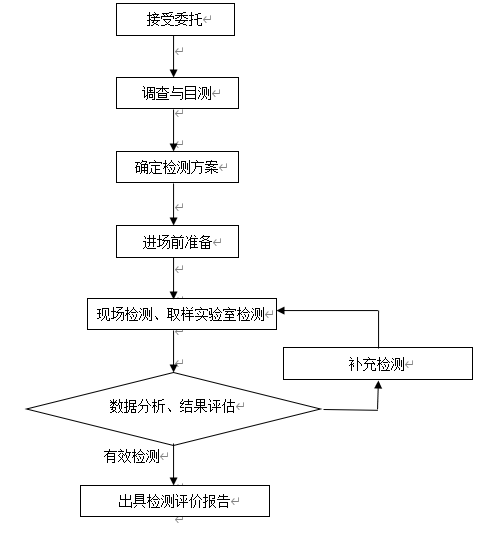 接受委托
调查与目测
确定检测方案
进场前准备
现场检测、取样实验室检测
补充检测
数据分析、结果评估
有效检测
出具检测评价报告